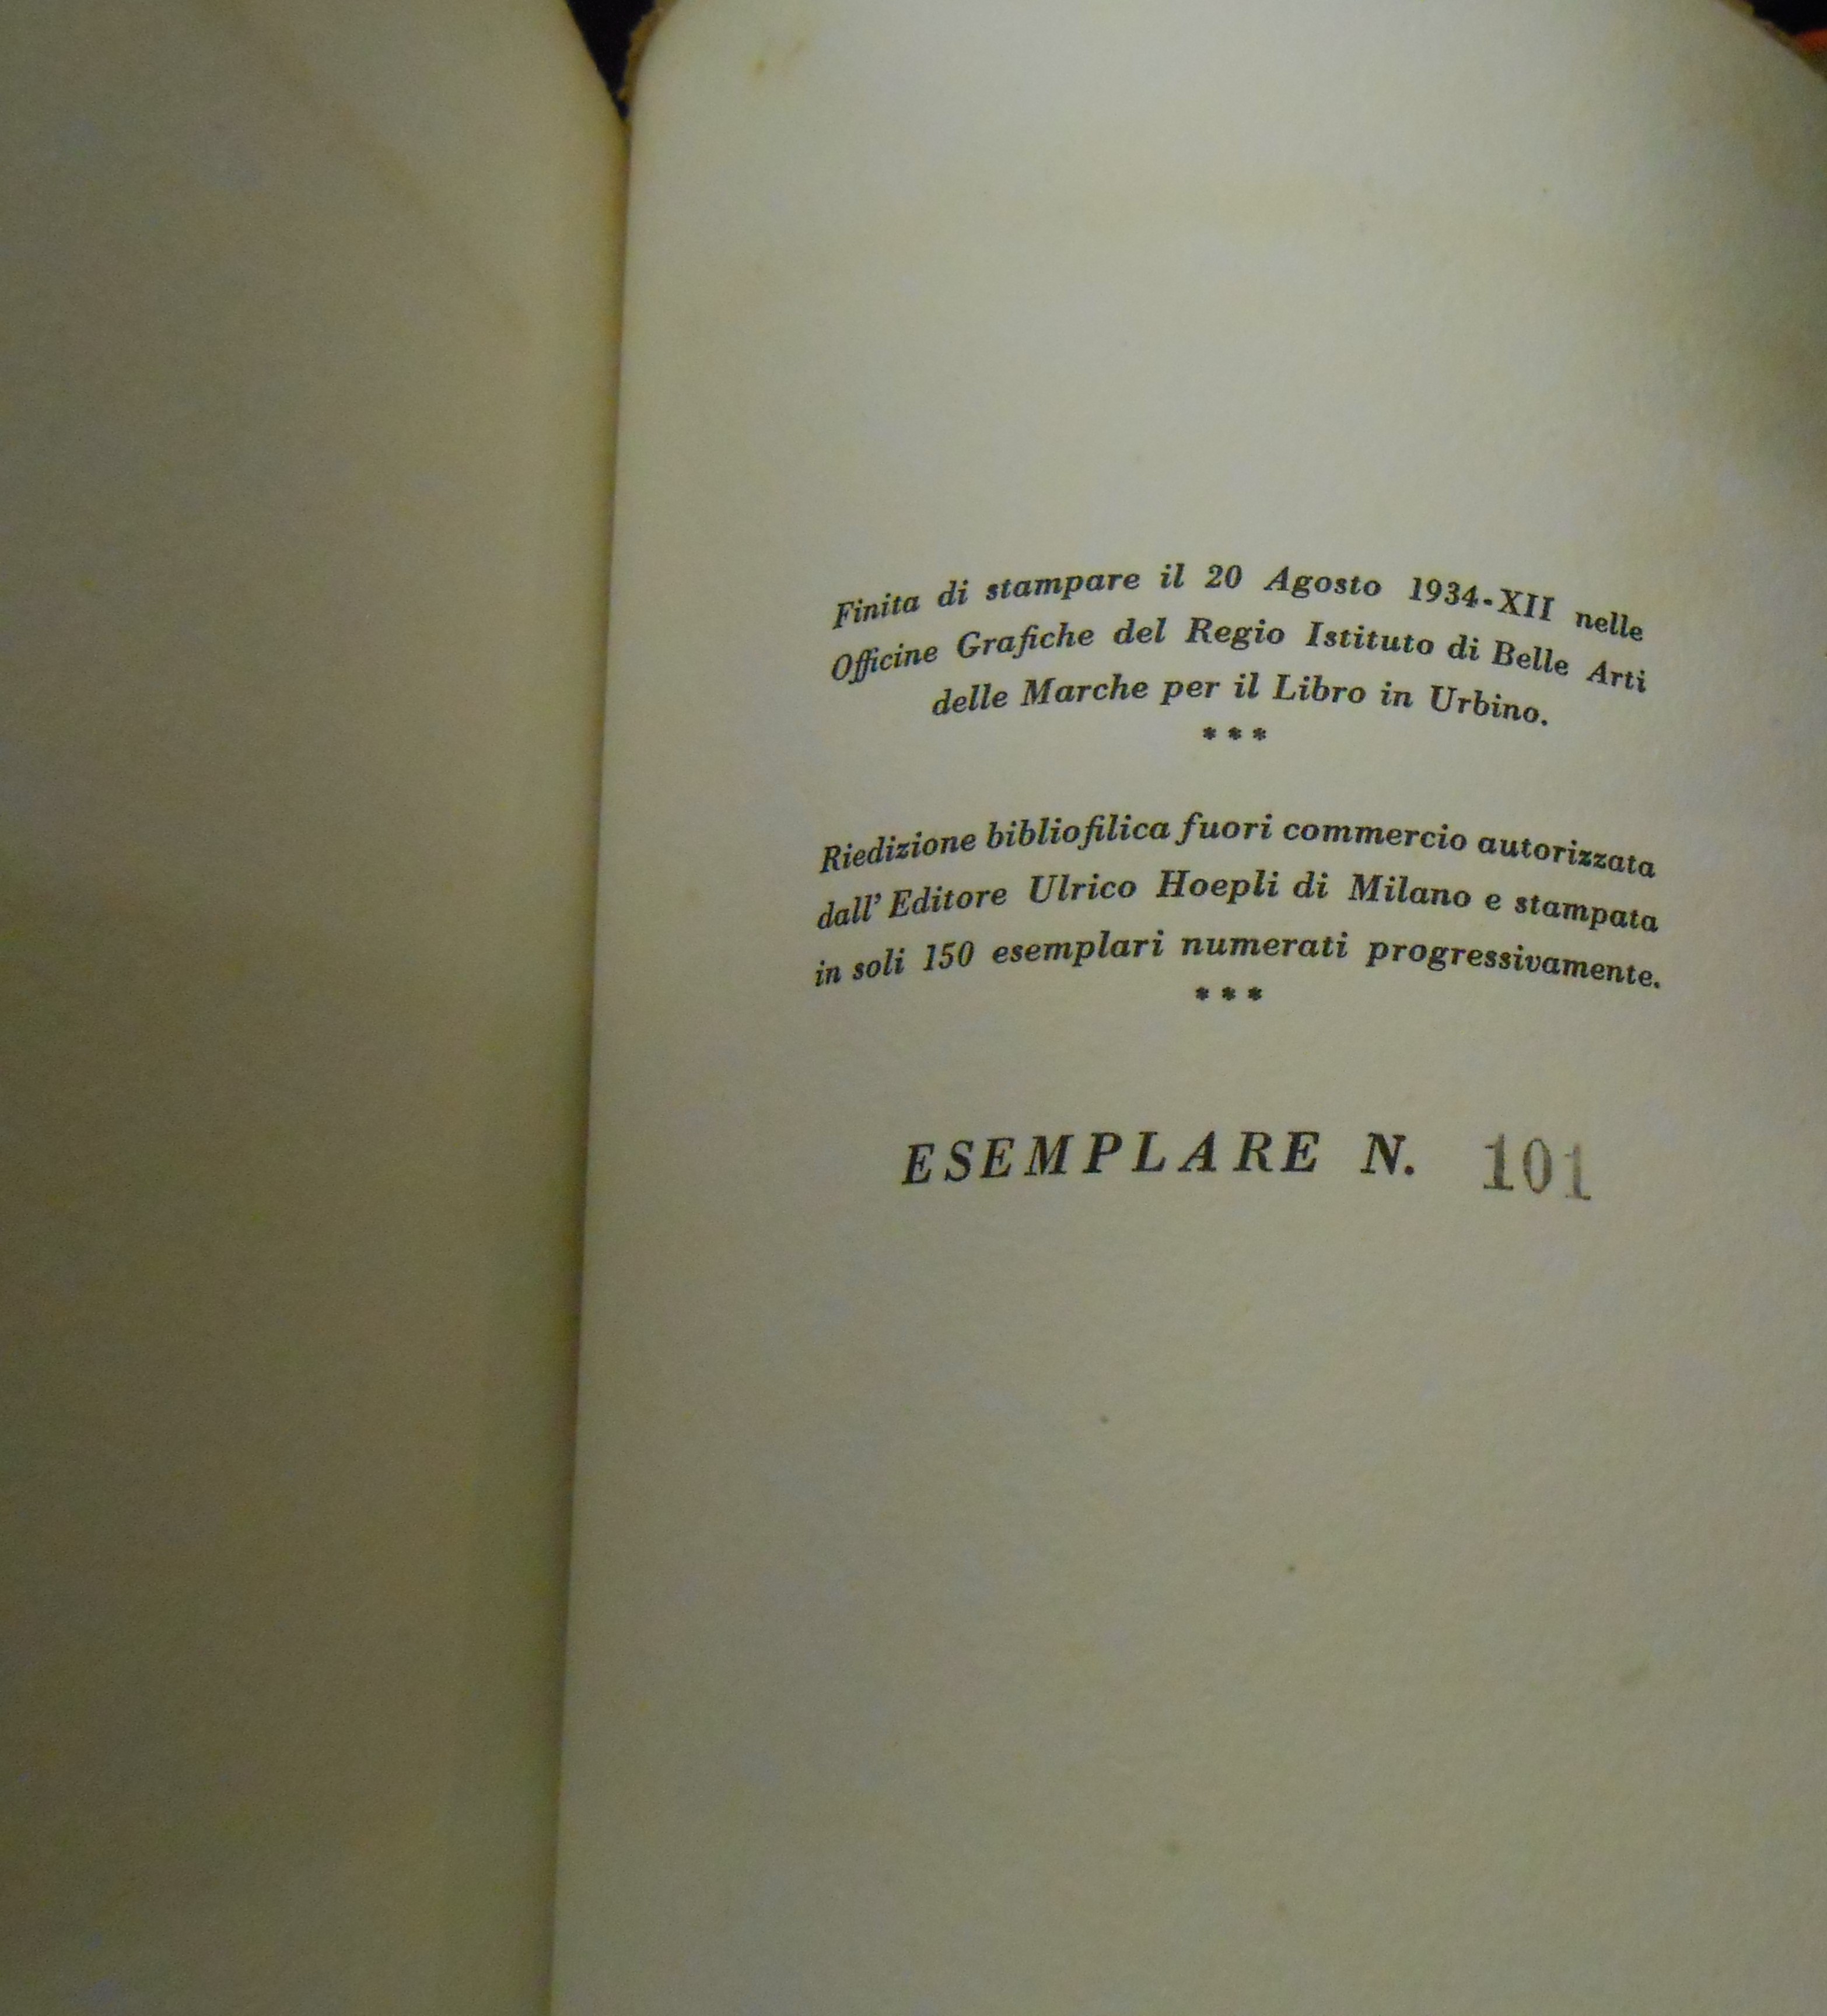 Finita di stampare il 20 Agosto 1934-XII nelle
Officine Grafiche del Regio Istituto di Belle Arti
delle Marche per il Libro in Urbino.
* * *
Riedizione bibliofilica fuori commercio autorizzata
dall' Editore Ulrico Hoepli di Milano e stampata
in soli 150 esemplari numerati progressivamente.
* * *
ESEMPLARE N. 101